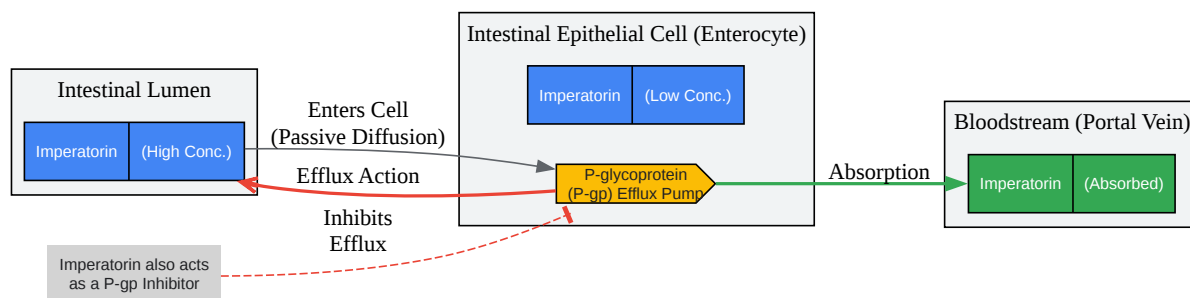 Intestinal Lumen
Imperatorin
(High Conc.)
Enters Cell
(Passive Diffusion)
Efflux Action
Inhibits
Efflux
Imperatorin also acts
as a P-gp Inhibitor
Intestinal Epithelial Cell (Enterocyte)
Imperatorin
(Low Conc.)
P-glycoprotein
(P-gp) Efflux Pump
Absorption
Bloodstream (Portal Vein)
Imperatorin
(Absorbed)